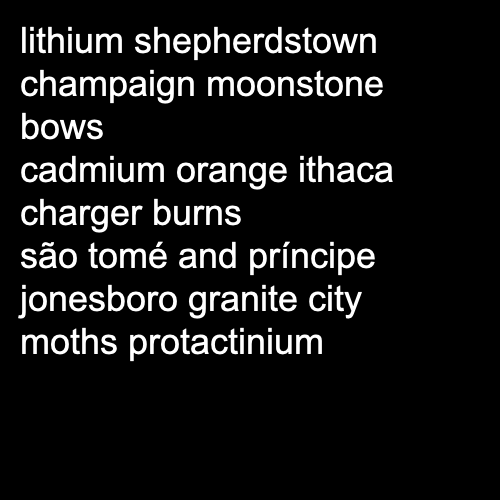 lithium shepherdstown
champaign moonstone
bows
cadmium orange ithaca
charger burns
são tomé and príncipe
jonesboro granite city
moths protactinium